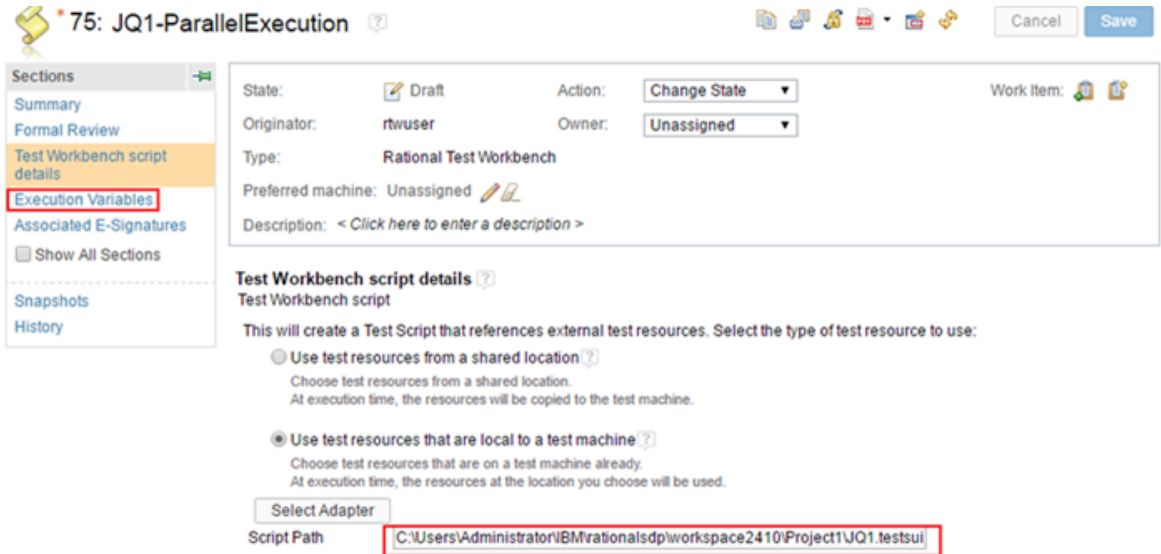 * 75: JQ1-ParallelExecution ?
Cancel Save
Sections
Summary
Formal Review
Test Workbench script
details
Execution Variables
Associated E-Signatures
Show All Sections
Snapshots
History
State: Draft Action: Change State Work Item:
Originator: rtwuser Owner: Unassigned
Type: Rational Test Workbench
Preferred machine: Unassigned
Description: < Click here to enter a description >
Test Workbench script details ?
Test Workbench script
This will create a Test Script that references external test resources. Select the type of test resource to use:
Use test resources from a shared location ?
Choose test resources from a shared location.
At execution time, the resources will be copied to the test machine.
Use test resources that are local to a test machine ?
Choose test resources that are on a test machine already.
At execution time, the resources at the location you choose will be used.
Select Adapter
Script Path C:\Users\Administrator\IBM\rationalsdp\workspace2410\Project1\JQ1.testsui